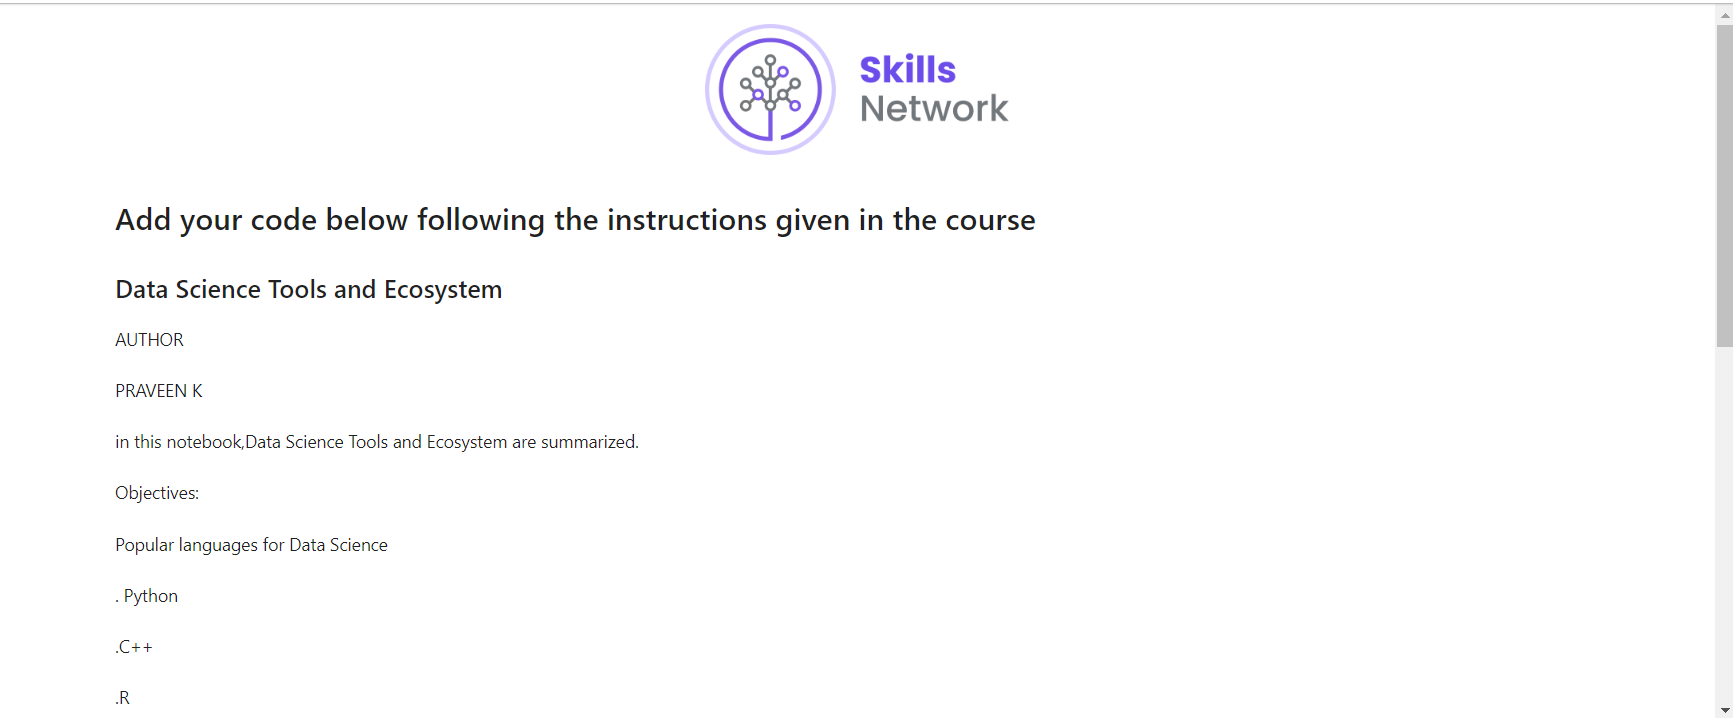 Skills
Network
Add your code below following the instructions given in the course
Data Science Tools and Ecosystem
AUTHOR
PRAVEEN K
in this notebook,Data Science Tools and Ecosystem are summarized.
Objectives:
Popular languages for Data Science
. Python
.C++
.R